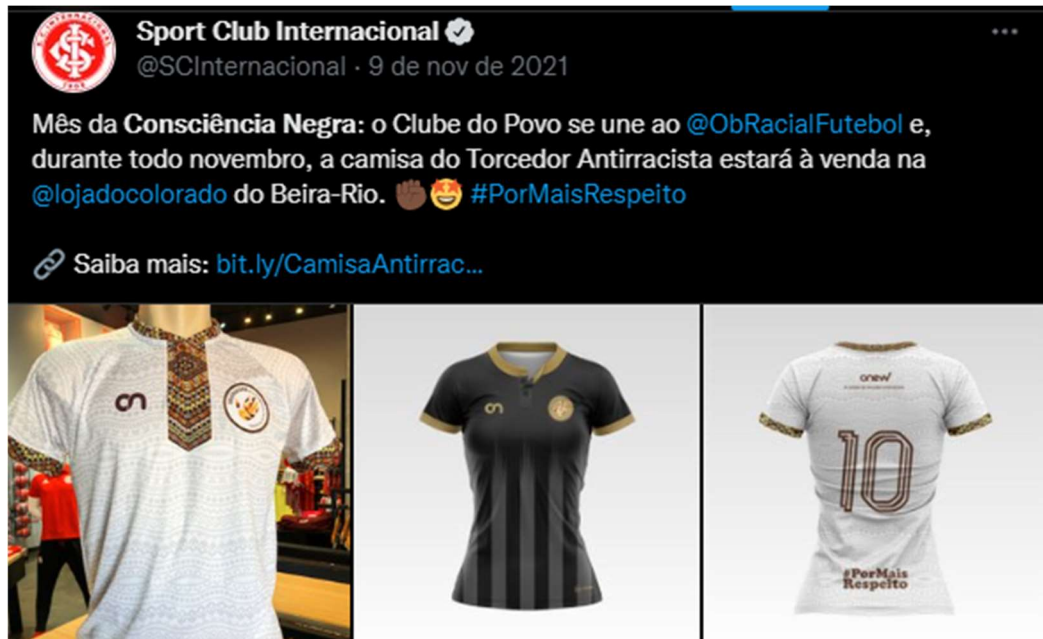 Sport Club Internacional
@SCInternacional · 9 de nov de 2021
Mês da Consciência Negra: o Clube do Povo se une ao @ObRacialFutebol e,
durante todo novembro, a camisa do Torcedor Antirracista estará à venda na
@lojadocolorado do Beira-Rio. ✊🏿🤩 #PorMaisRespeito
🔗 Saiba mais: bit.ly/CamisaAntirrac...
onew
10
#PorMais
Respeito